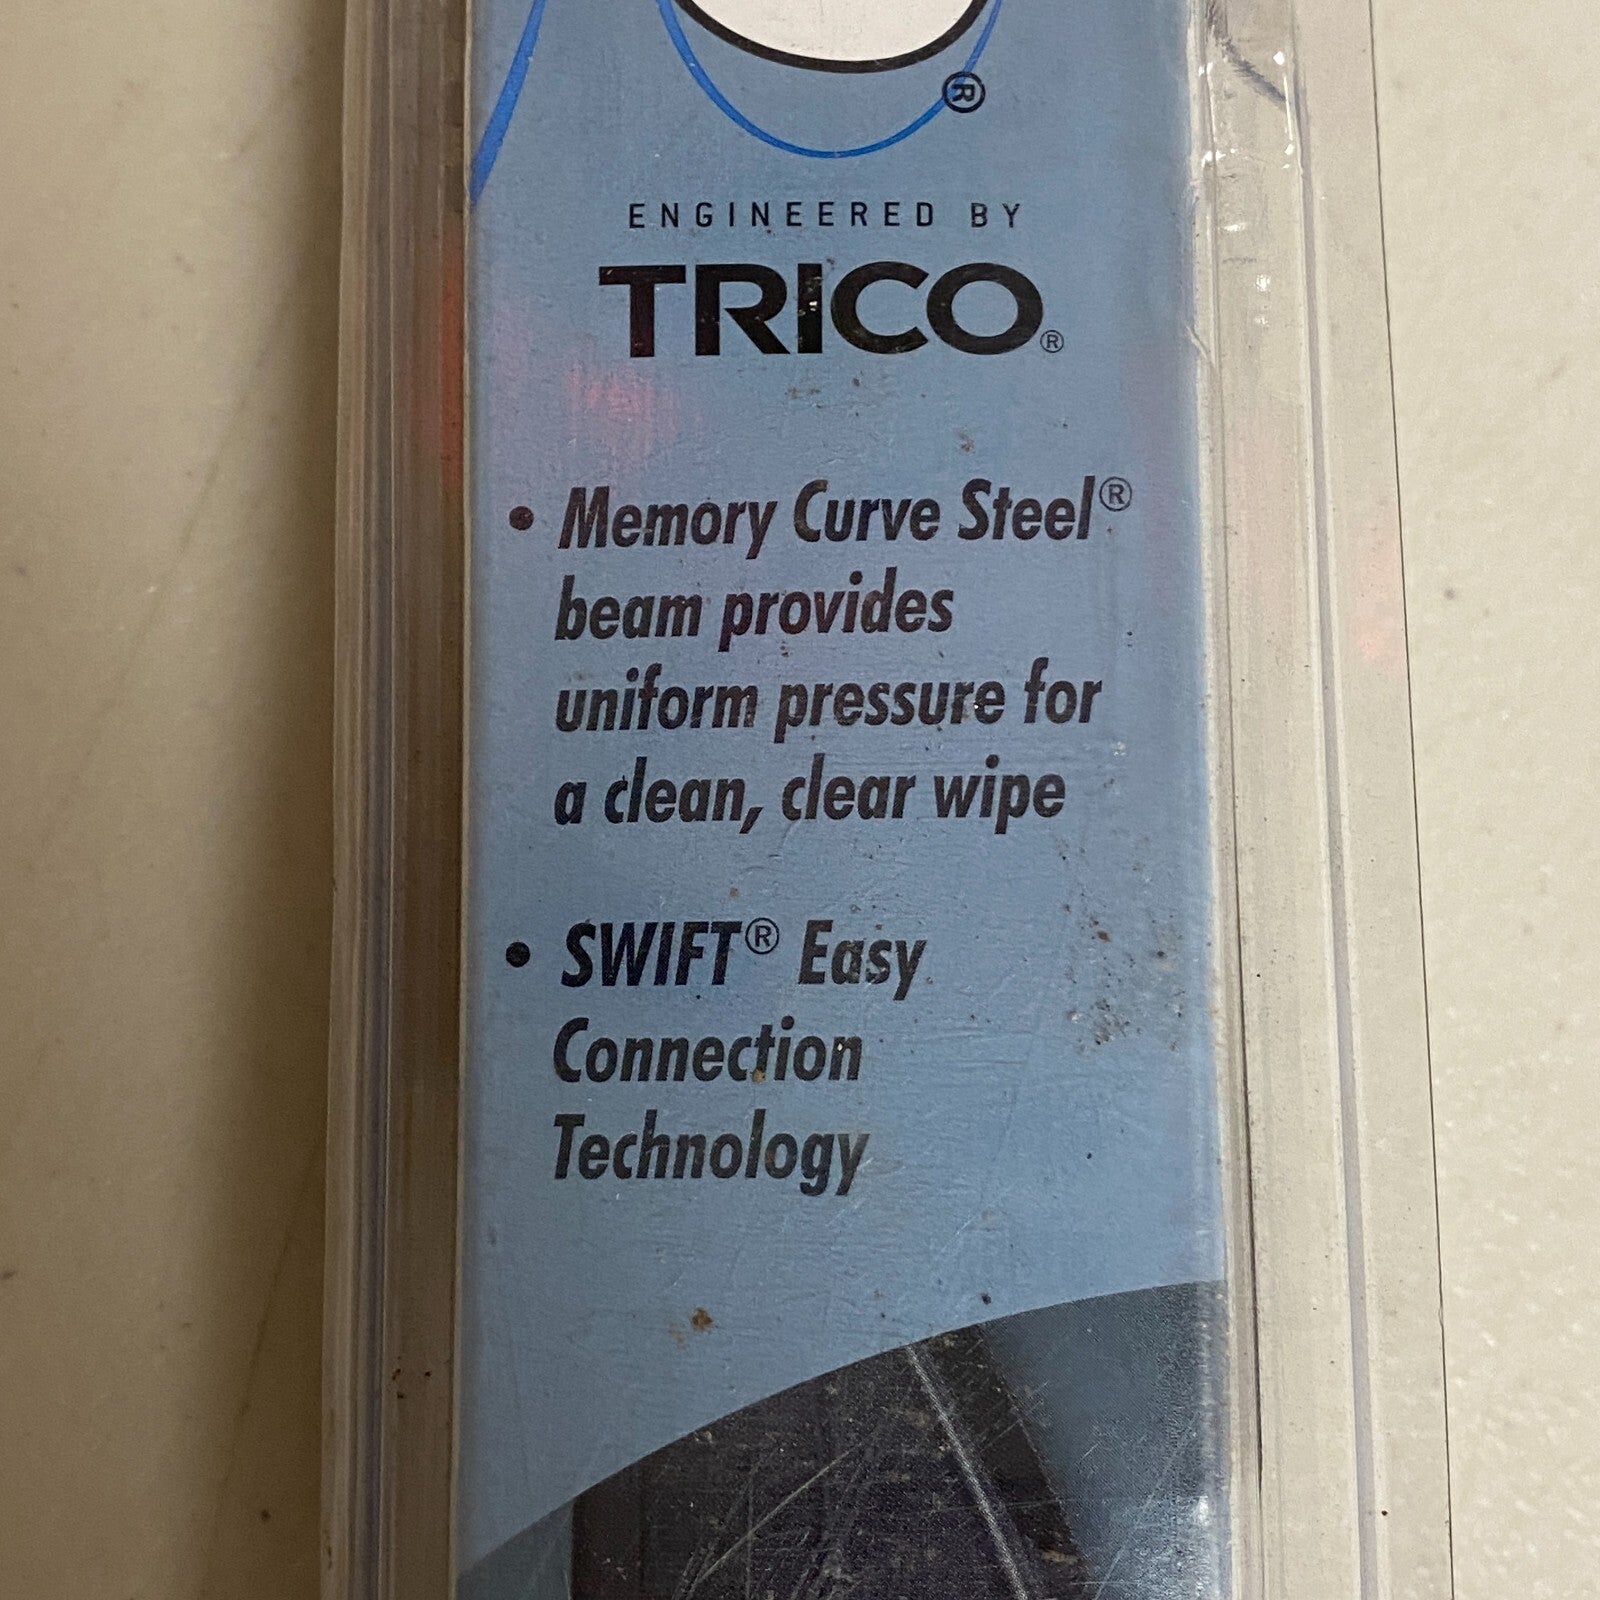 ®
ENGINEERED BY
TRICO®
• Memory Curve Steel®
beam provides
uniform pressure for
a clean, clear wipe
• SWIFT® Easy
Connection
Technology